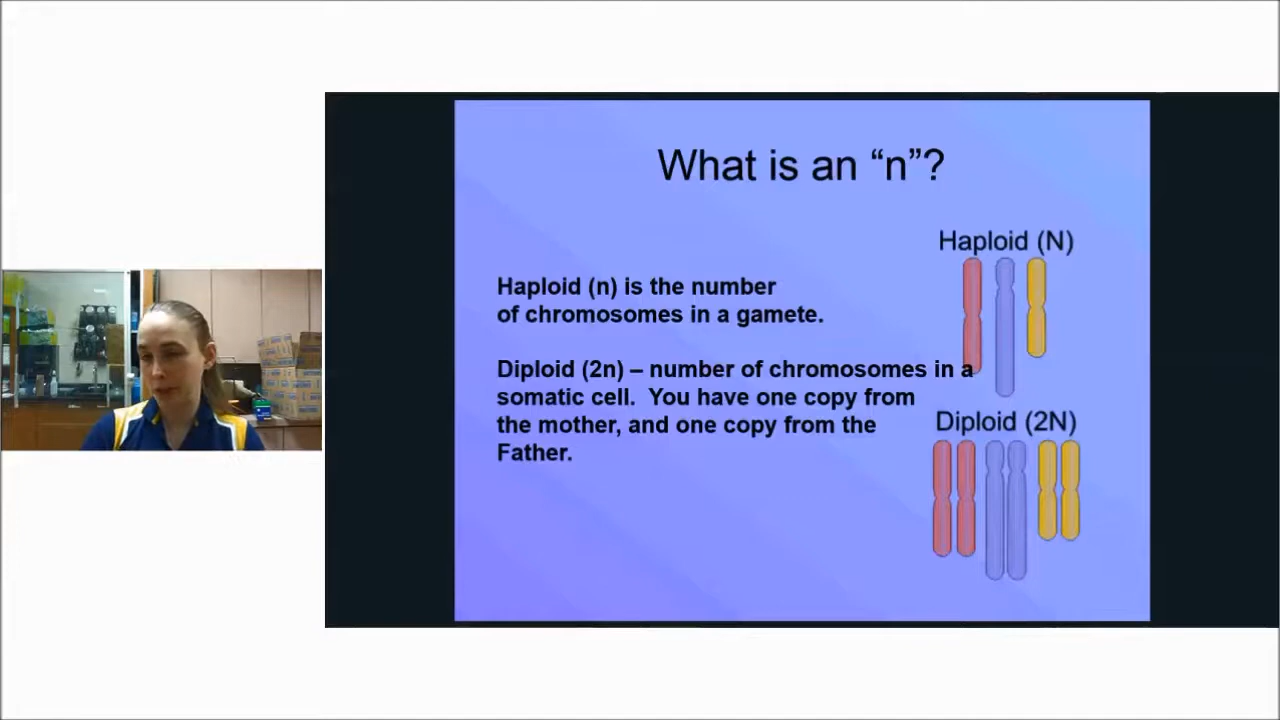 What is an “n”?
Haploid (N)
Haploid (n) is the number
of chromosomes in a gamete.
Diploid (2n) – number of chromosomes in a
somatic cell.  You have one copy from
the mother, and one copy from the
Father.
Diploid (2N)